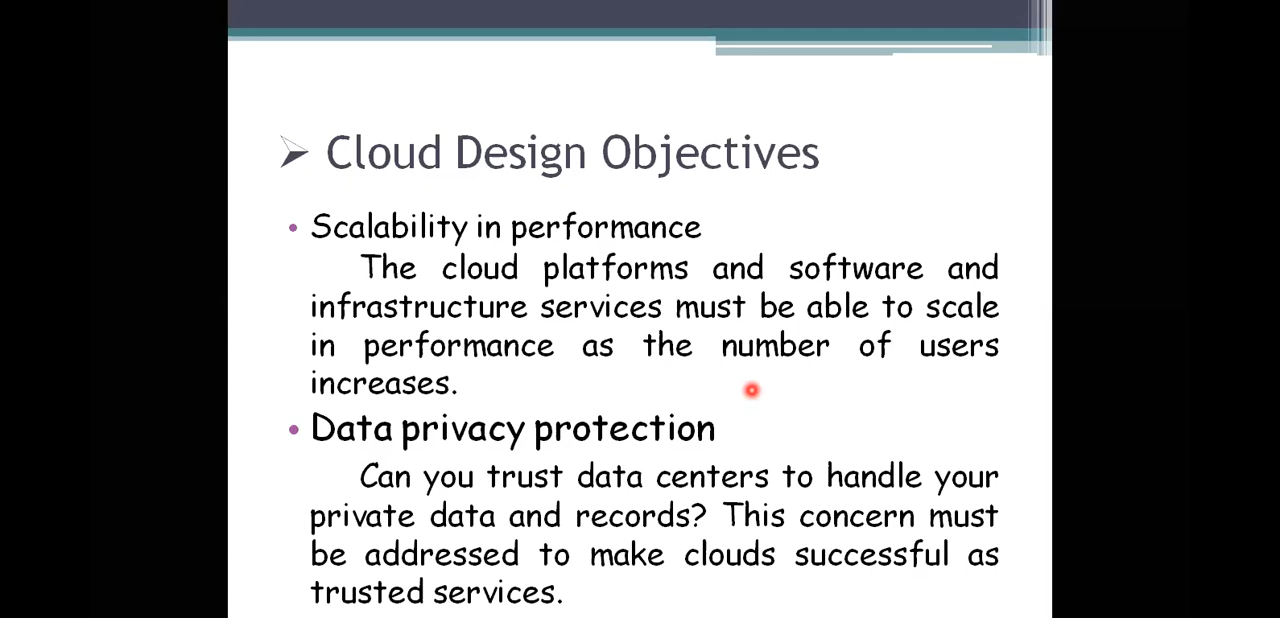 Cloud Design Objectives
• Scalability in performance
The cloud platforms and software and
infrastructure services must be able to scale
in performance as the number of users
increases.
• Data privacy protection
Can you trust data centers to handle your
private data and records? This concern must
be addressed to make clouds successful as
trusted services.